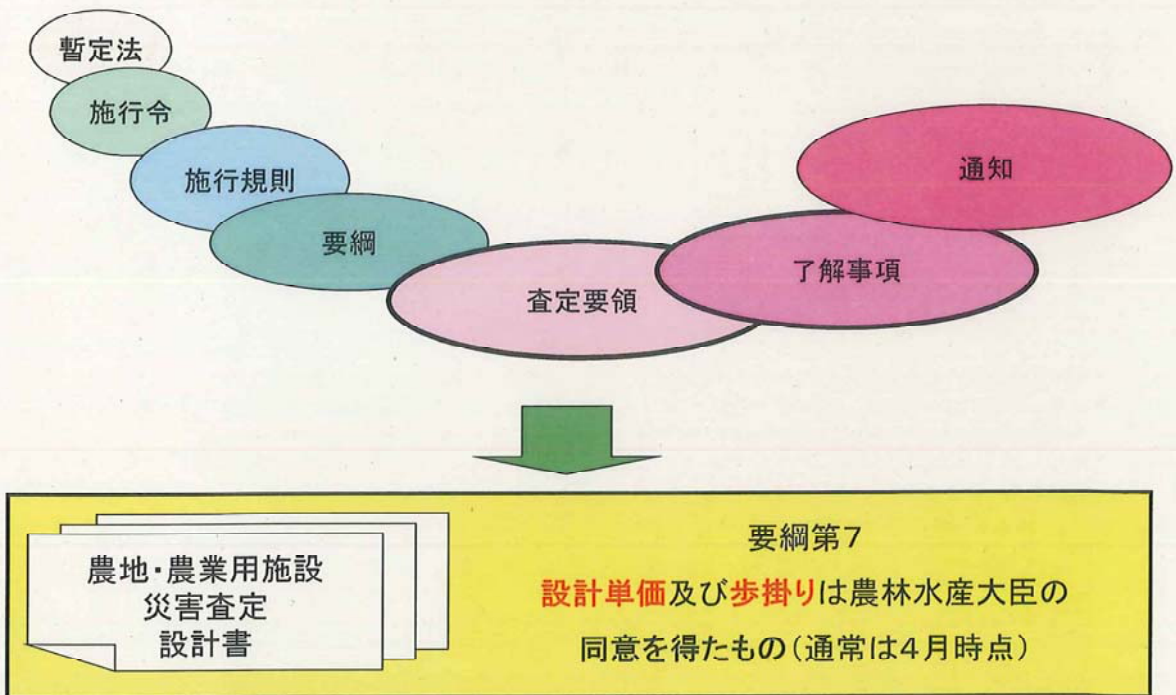 暫定法
施行令
施行規則
要綱
査定要領
了解事項
通知
農地・農業用施設
災害査定
設計書
要綱第7
設計単価及び歩掛りは農林水産大臣の
同意を得たもの(通常は4月時点)